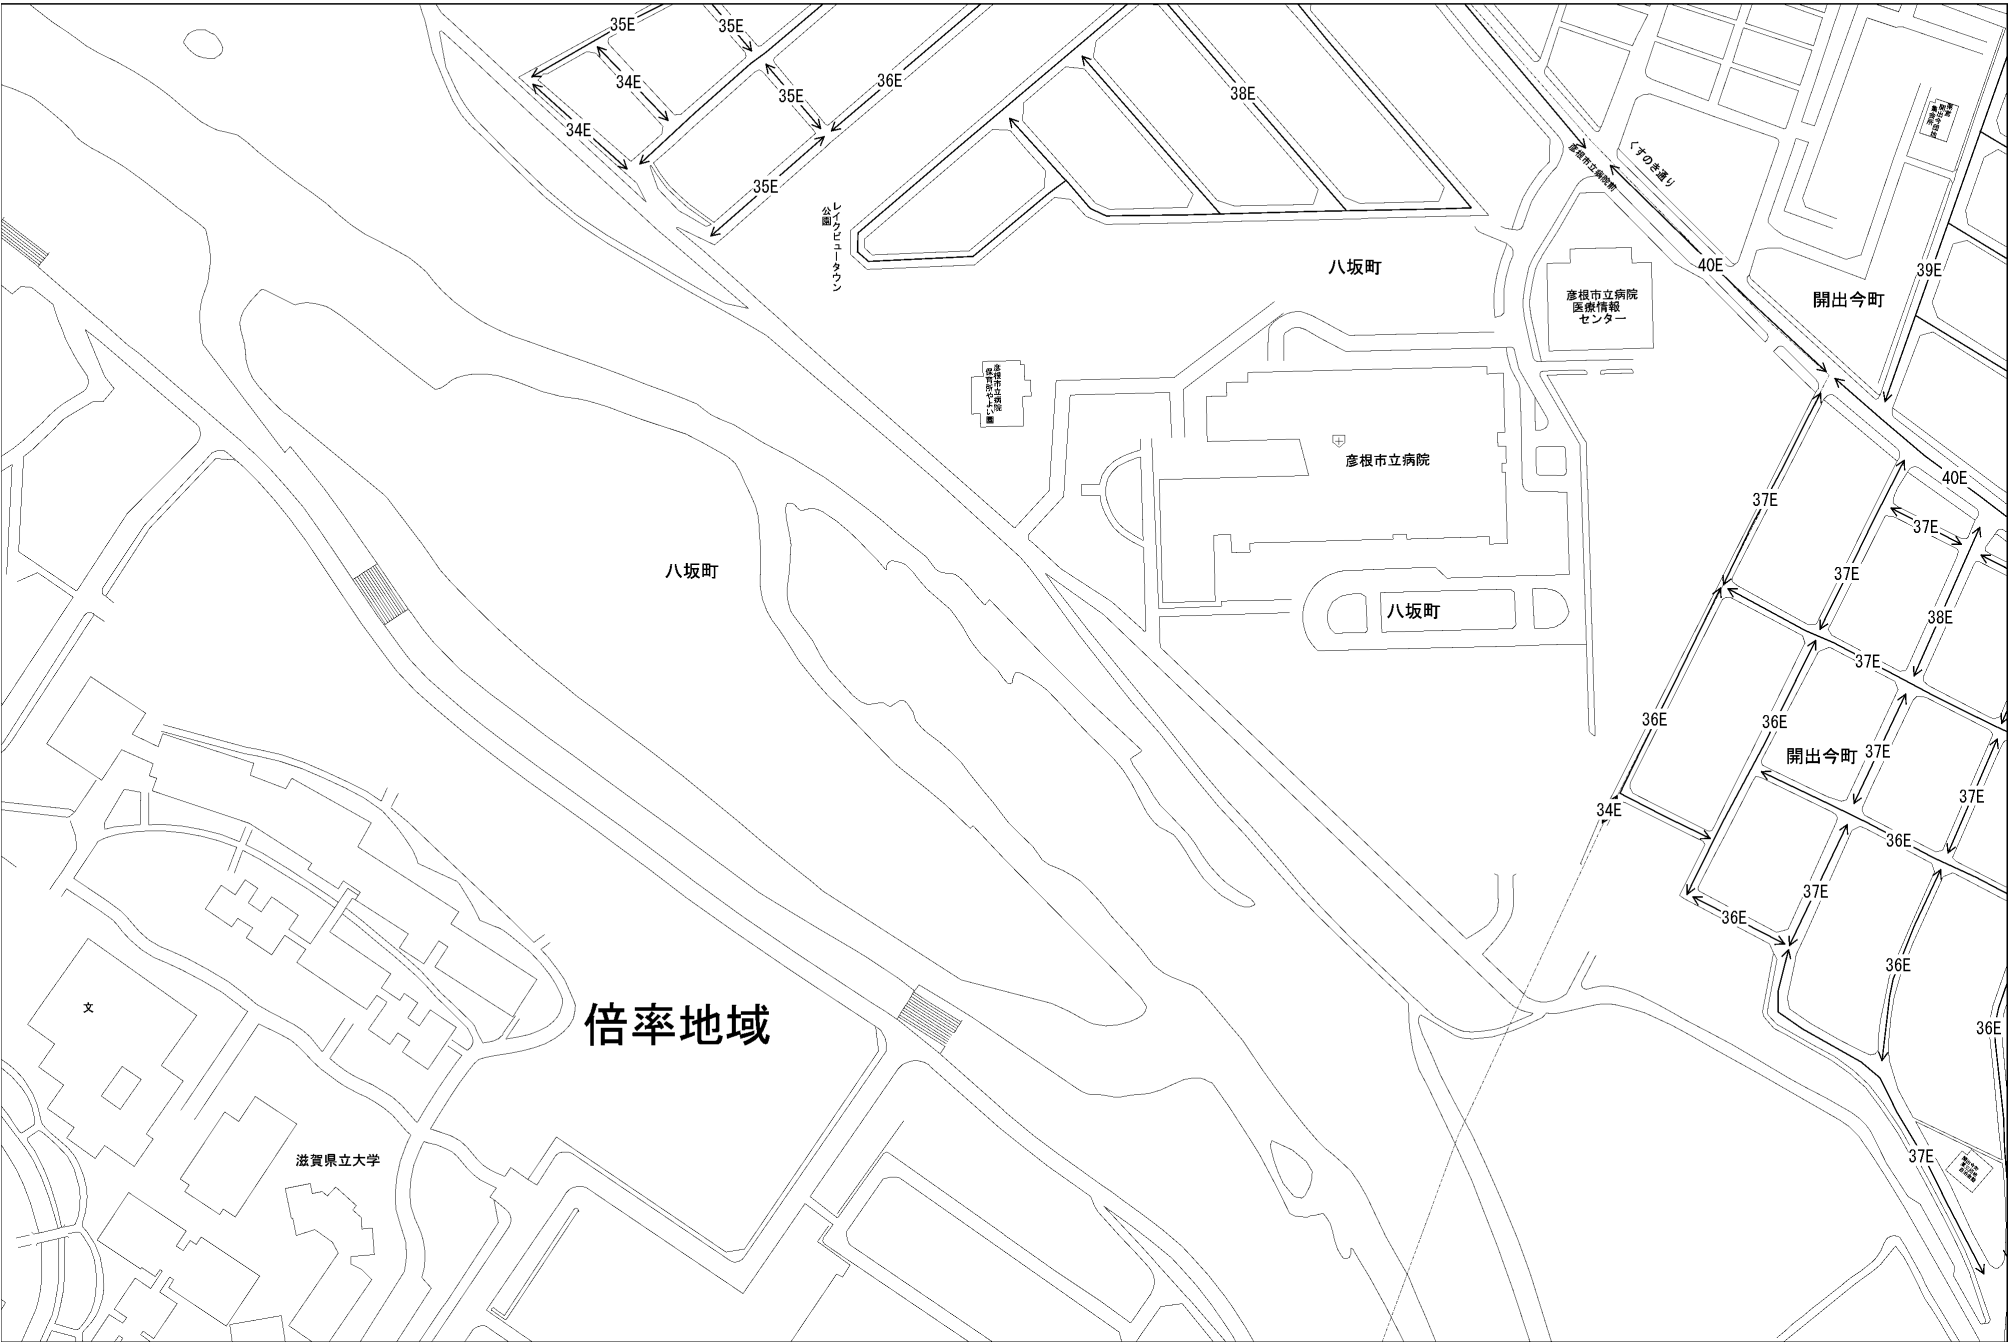 35E
35E
34E
35E
36E
38E
34E
35E
レイクビュータウン
公園
くすのき通り
彦根市立病院前
八坂町
彦根市立病院
医療情報
センター
40E
39E
開出今町
彦根市立病院
保育所やよい園
彦根市立病院
40E
37E
37E
37E
八坂町
八坂町
38E
37E
36E
36E
開出今町
37E
37E
34E
36E
37E
36E
36E
36E
文
倍率地域
37E
滋賀県立大学